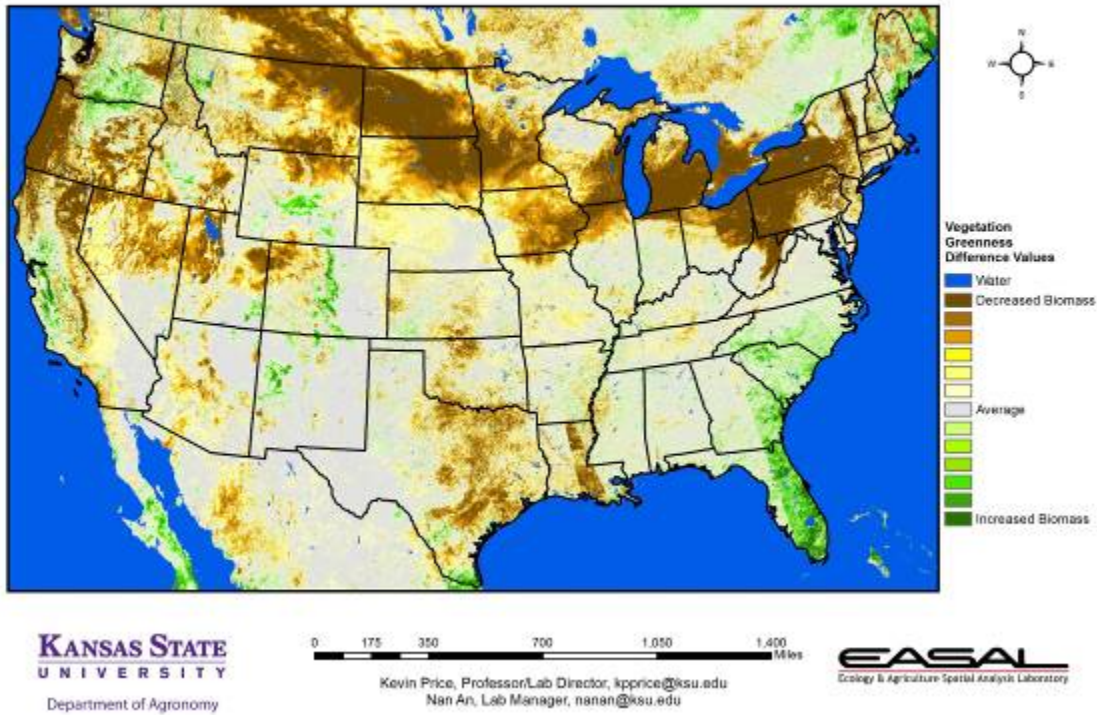 N
W
E
S
Vegetation
Greenness
Difference Values
Water
Decreased Biomass
Average
Increased Biomass
KANSAS STATE
UNIVERSITY
Department of Agronomy
0 175 350 700 1,050 1,400
Miles
Kevin Price, Professor/Lab Director, kpprice@ksu.edu
Nan An, Lab Manager, nanan@ksu.edu
EASAL
Ecology & Agriculture Spatial Analysis Laboratory